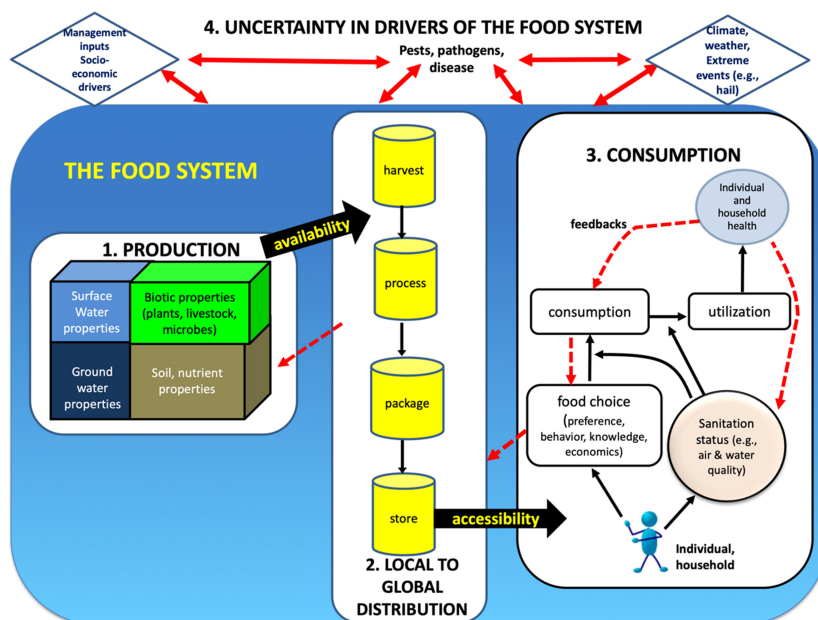 4. UNCERTAINTY IN DRIVERS OF THE FOOD SYSTEM
Management
inputs
Socio-
economic
drivers
Pests, pathogens,
disease
Climate,
weather,
Extreme
events (e.g.,
hail)
THE FOOD SYSTEM
1. PRODUCTION
Surface
Water
properties
Biotic properties
(plants, livestock,
microbes)
Ground
water
properties
Soil, nutrient
properties
availability
harvest
process
package
store
2. LOCAL TO
GLOBAL
DISTRIBUTION
accessibility
3. CONSUMPTION
Individual
and
household
health
feedbacks
consumption
utilization
food choice
(preference,
behavior, knowledge,
economics)
Sanitation
status (e.g.,
air & water
quality)
Individual,
household